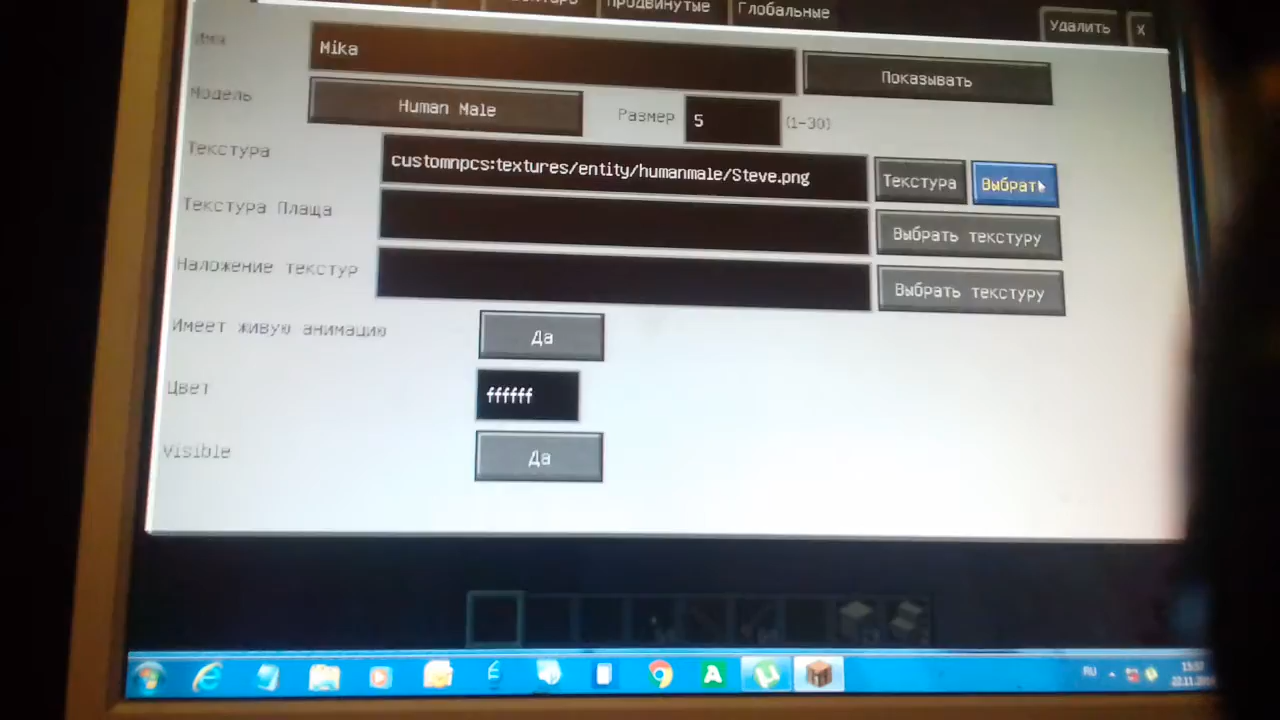 Продвинутые
Глобальные
Удалить
X
Имя
Mika
Показывать
Модель
Human Male
Размер
5
(1-30)
Текстура
customnpcs:textures/entity/humanmale/Steve.png
Текстура
Выбрать
Текстура Плаща
Выбрать текстуру
Наложение текстур
Выбрать текстуру
Имеет живую анимацию
Да
Цвет
ffffff
Visible
Да
RU